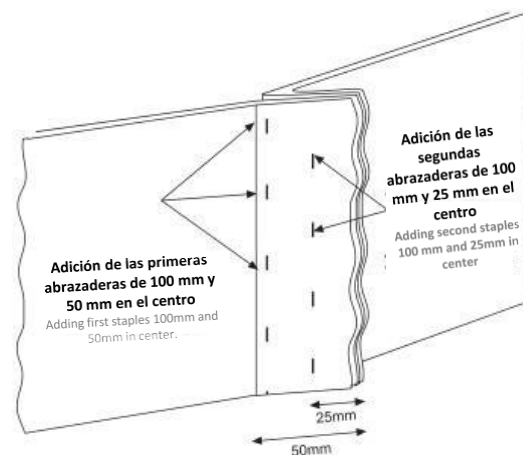 Adición de las primeras
abrazaderas de 100 mm y
50 mm en el centro
Adding first staples 100mm and
50mm in center.
Adición de las
segundas
abrazaderas de 100
mm y 25 mm en el
centro
Adding second staples
100 mm and 25mm in
center
25mm
50mm